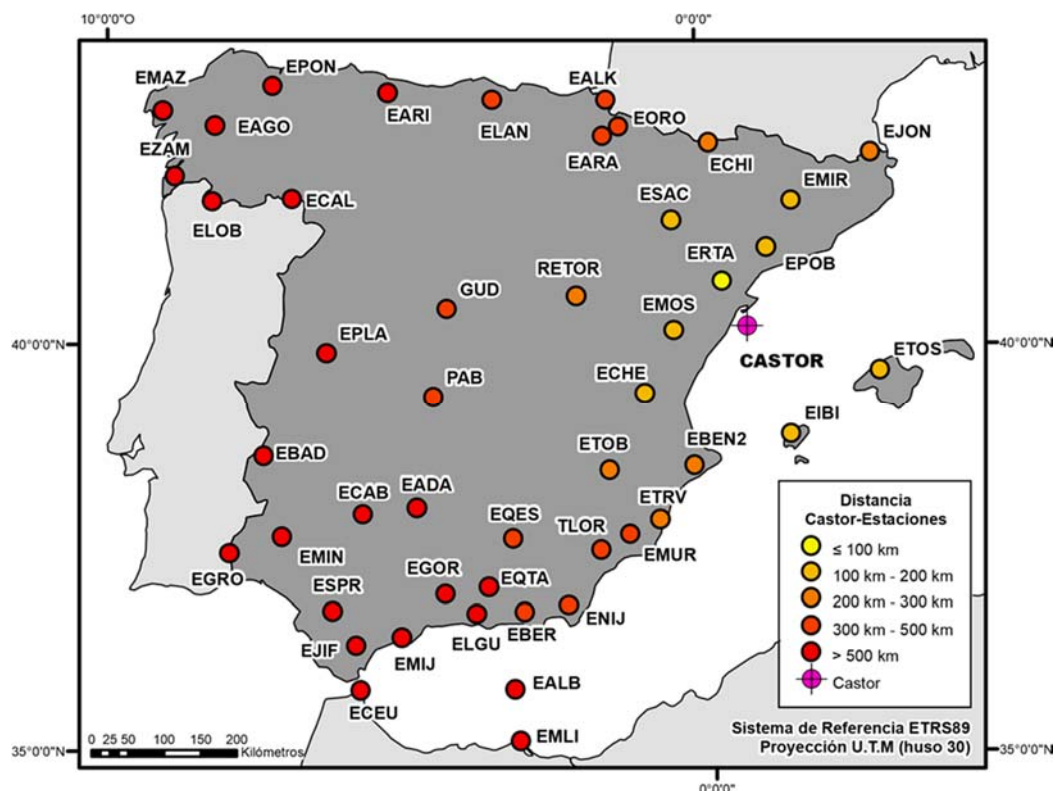 10°0'0"O
0°0'0"
EPON
EMAZ
EALK
EARI
ELAN
EORO
EAGO
EJON
EZAM
EARA
ECHI
EMIR
ESAC
ECAL
ELOB
ERTA
EPOB
RETOR
GUD
EMOS
40°0'0"N
EPLA
40°0'0"N
CASTOR
ETOS
ECHE
PAB
EIBI
ETOB
EBEN2
EBAD
EADA
ECAB
ETRV
EQES
TLOR
EMIN
EMUR
EGRO
EGOR
EQTA
ESPR
ENIJ
ELGU
EBER
EJIF
EMIJ
EALB
ECEU
EMLI
Distancia
Castor-Estaciones
≤ 100 km
100 km - 200 km
200 km - 300 km
300 km - 500 km
> 500 km
Castor
Sistema de Referencia ETRS89
Proyección U.T.M (huso 30)
0 25 50 100 150 200
Kilómetros
35°0'0"N
35°0'0"N
0°0'0"